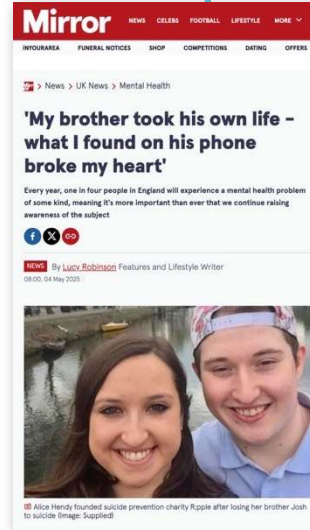 Mirror
NEWS CELEBS FOOTBALL LIFESTYLE MORE
INYOURAREA FUNERAL NOTICES SHOP COMPETITIONS DATING OFFERS
> News > UK News > Mental Health
'My brother took his own life –
what I found on his phone
broke my heart'
Every year, one in four people in England will experience a mental health problem
of some kind, meaning it's more important than ever that we continue raising
awareness of the subject
NEWS By Lucy Robinson Features and Lifestyle Writer
08:00, 04 May 2025
Alice Hendy founded suicide prevention charity R;pple after losing her brother Josh
to suicide (Image: Supplied)